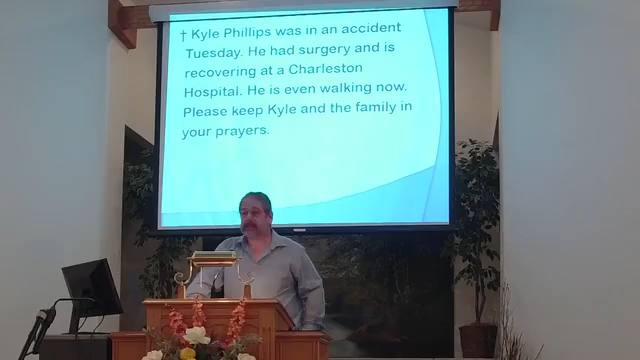 † Kyle Phillips was in an accident
Tuesday. He had surgery and is
recovering at a Charleston
Hospital. He is even walking now.
Please keep Kyle and the family in
your prayers.